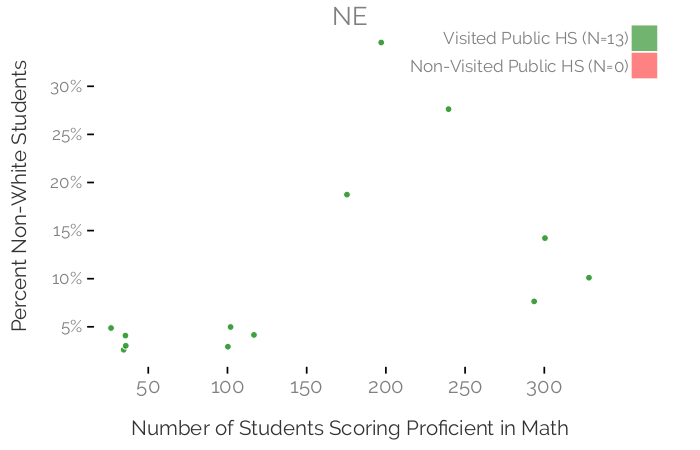 NE
Visited Public HS (N=13)
Non-Visited Public HS (N=0)
Percent Non-White Students
30%
25%
20%
15%
10%
5%
50 100 150 200 250 300
Number of Students Scoring Proficient in Math